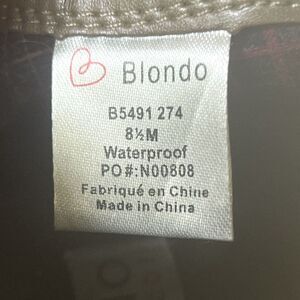 Blondo
B5491 274
8½M
Waterproof
PO#:N00808
Fabriqué en Chine
Made in China